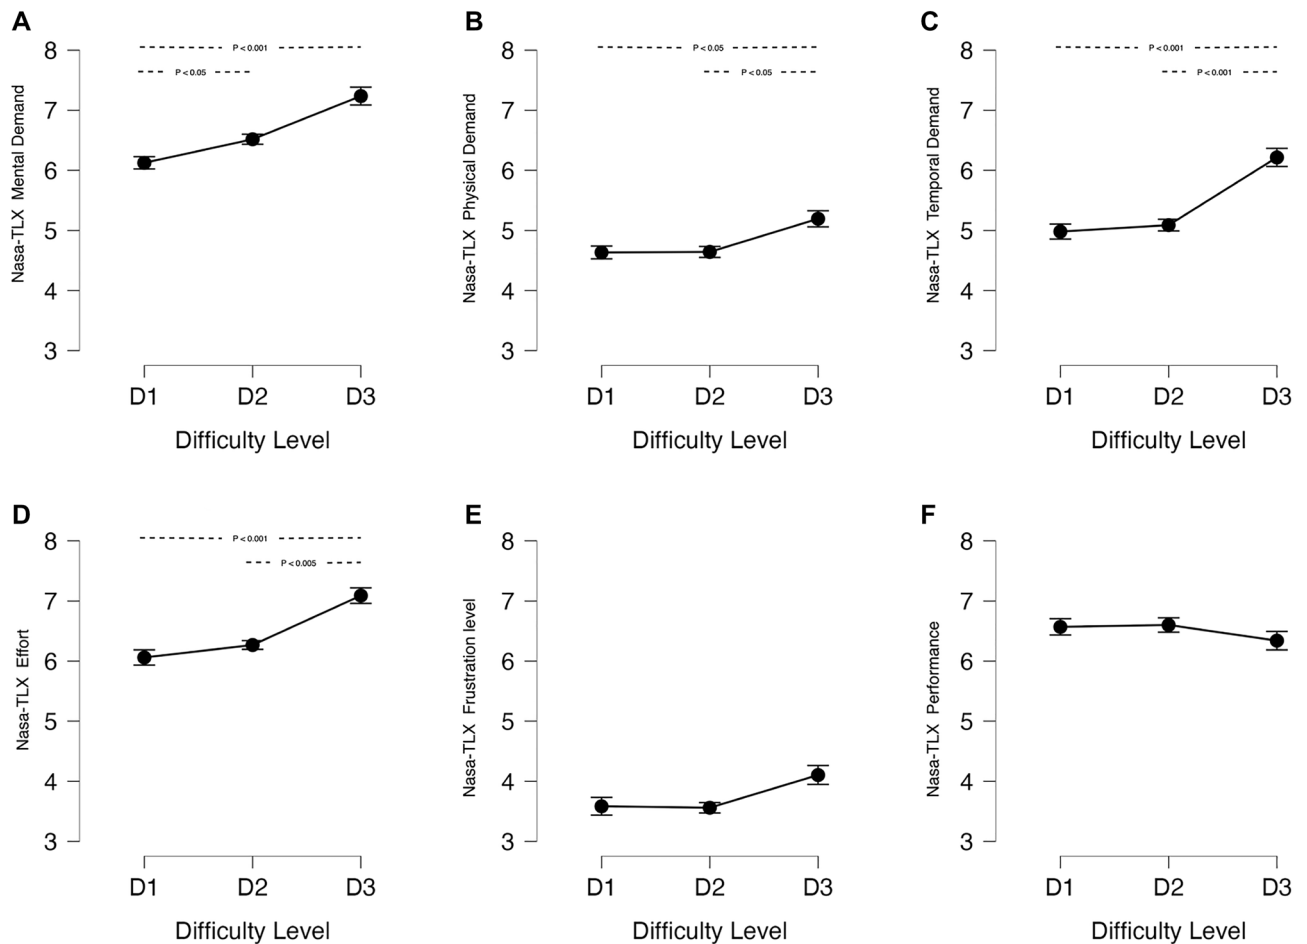 A
8
7
6
5
4
3
Nasa-TLX Mental Demand
P < 0.001
P < 0.05
D1 D2 D3
Difficulty Level
B
8
7
6
5
4
3
Nasa-TLX Physical Demand
P < 0.05
P < 0.05
D1 D2 D3
Difficulty Level
C
8
7
6
5
4
3
Nasa-TLX Temporal Demand
P < 0.001
P < 0.001
D1 D2 D3
Difficulty Level
D
8
7
6
5
4
3
Nasa-TLX Effort
P < 0.001
P < 0.005
D1 D2 D3
Difficulty Level
E
8
7
6
5
4
3
Nasa-TLX Frustration level
D1 D2 D3
Difficulty Level
F
8
7
6
5
4
3
Nasa-TLX Performance
D1 D2 D3
Difficulty Level